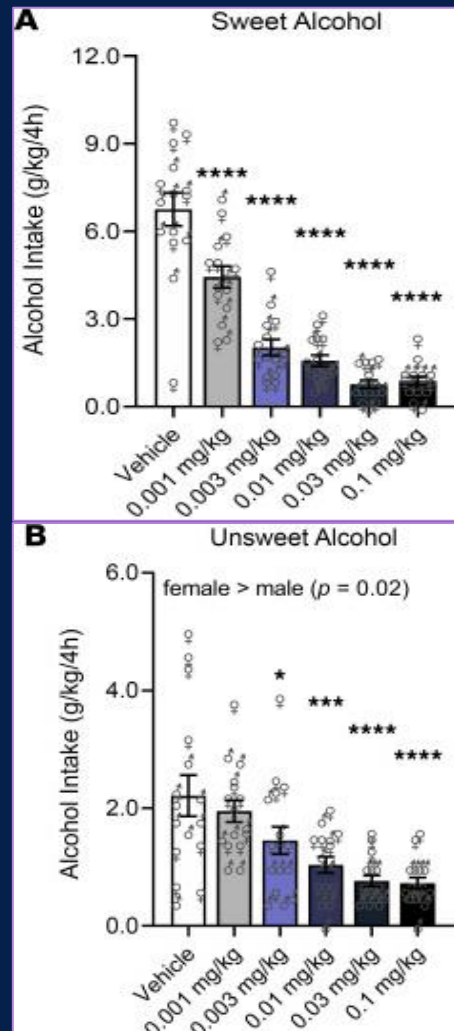 A
Sweet Alcohol
Alcohol Intake (g/kg/4h)
12.0
9.0
6.0
3.0
0.0
****
****
****
****
****
Vehicle
0.001 mg/kg
0.003 mg/kg
0.01 mg/kg
0.03 mg/kg
0.1 mg/kg
B
Unsweet Alcohol
female > male (p = 0.02)
Alcohol Intake (g/kg/4h)
6.0
4.0
2.0
0.0
*
***
****
****
Vehicle
0.001 mg/kg
0.003 mg/kg
0.01 mg/kg
0.03 mg/kg
0.1 mg/kg